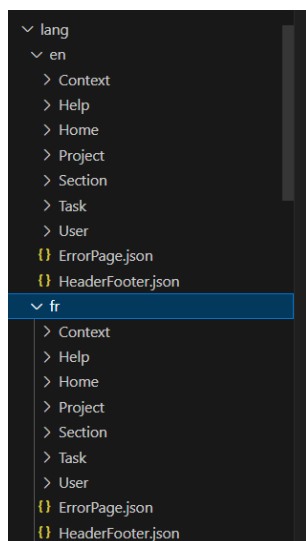 lang
en
Context
Help
Home
Project
Section
Task
User
{} ErrorPage.json
{} HeaderFooter.json
fr
Context
Help
Home
Project
Section
Task
User
{} ErrorPage.json
{} HeaderFooter.json